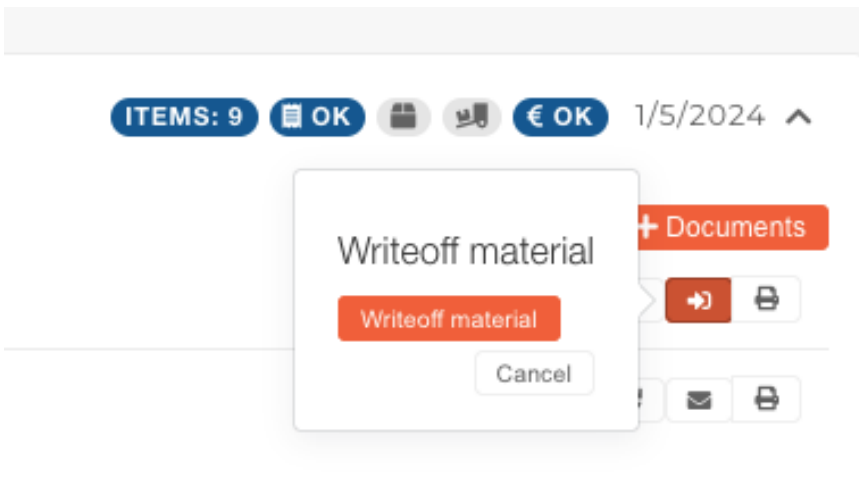 ITEMS: 9 OK € OK 1/5/2024
+ Documents
Writeoff material
Writeoff material
Cancel